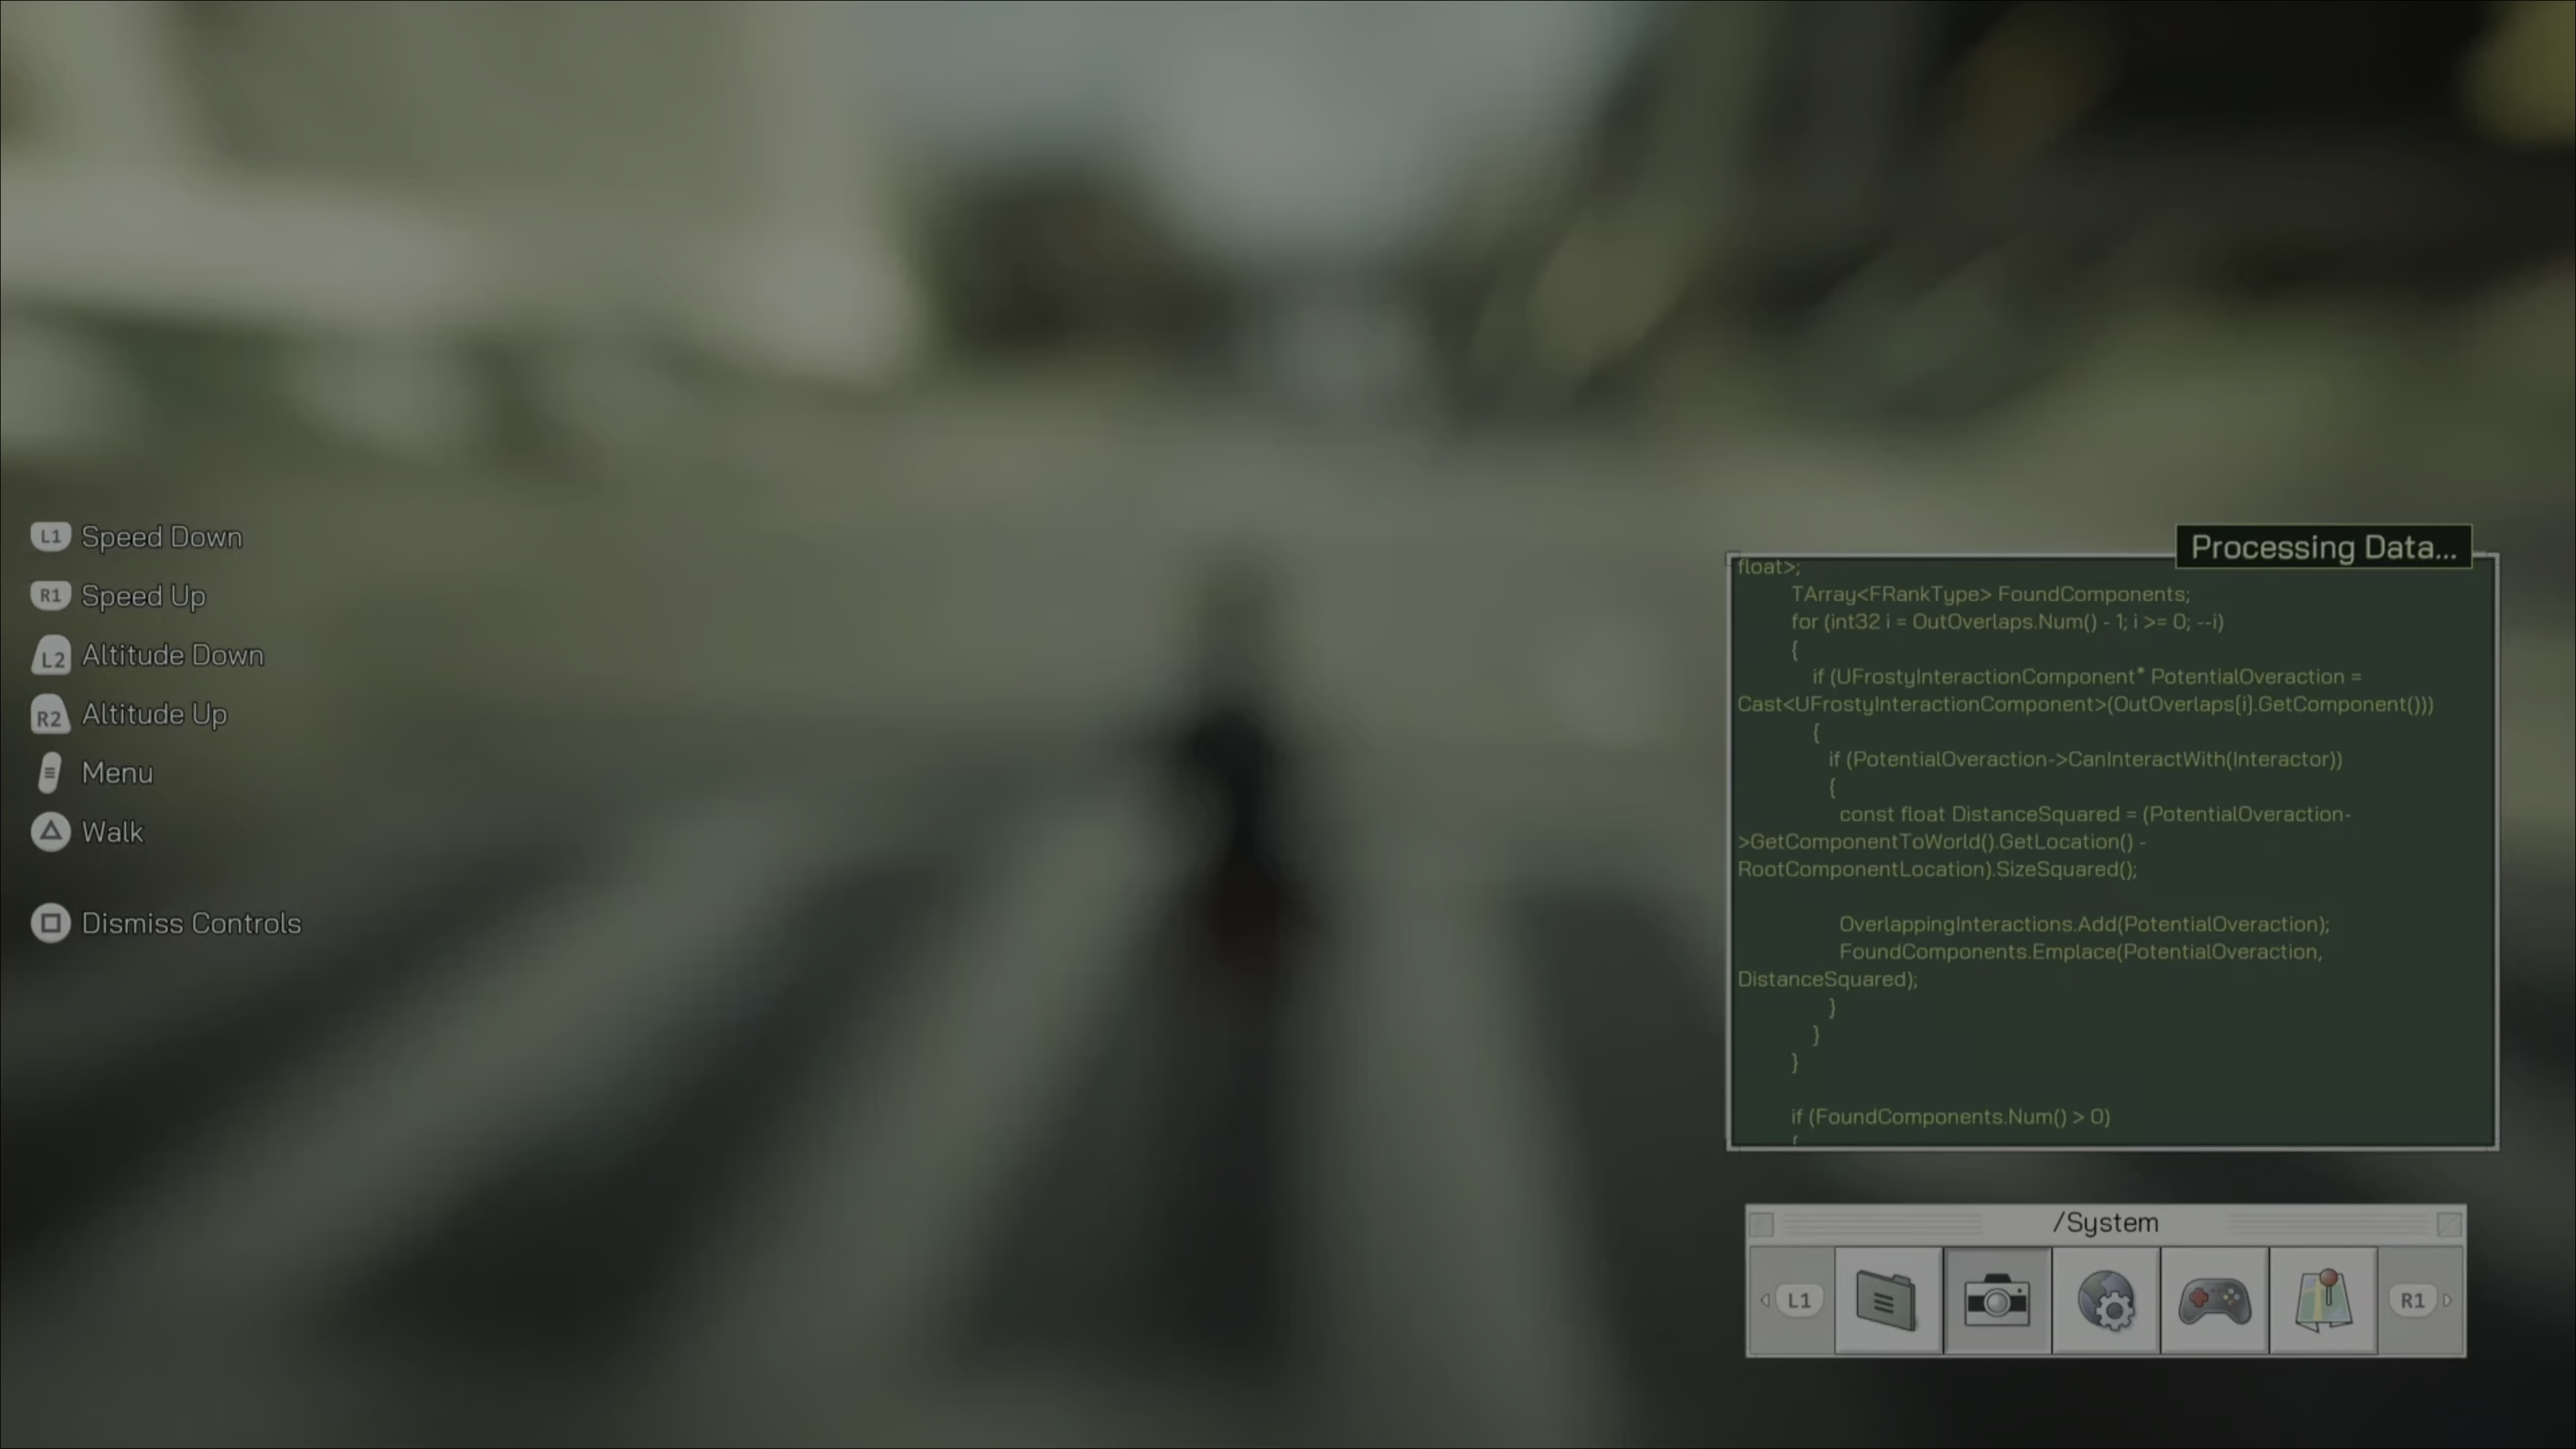 L1 Speed Down
R1 Speed Up
L2 Altitude Down
R2 Altitude Up
Menu
Walk
Dismiss Controls
Processing Data...
float>;
TArray<FRankType> FoundComponents;
for (int32 i = OutOverlaps.Num() - 1; i >= 0; --i)
{
if (UFrostyInteractionComponent* PotentialOveraction =
Cast<UFrostyInteractionComponent>(OutOverlaps[i].GetComponent()))
{
if (PotentialOveraction->CanInteractWith(Interactor))
{
const float DistanceSquared = (PotentialOveraction-
>GetComponentToWorld().GetLocation() -
RootComponentLocation).SizeSquared();
OverlappingInteractions.Add(PotentialOveraction);
FoundComponents.Emplace(PotentialOveraction,
DistanceSquared);
}
}
}
if (FoundComponents.Num() > 0)
{
/System
L1 R1